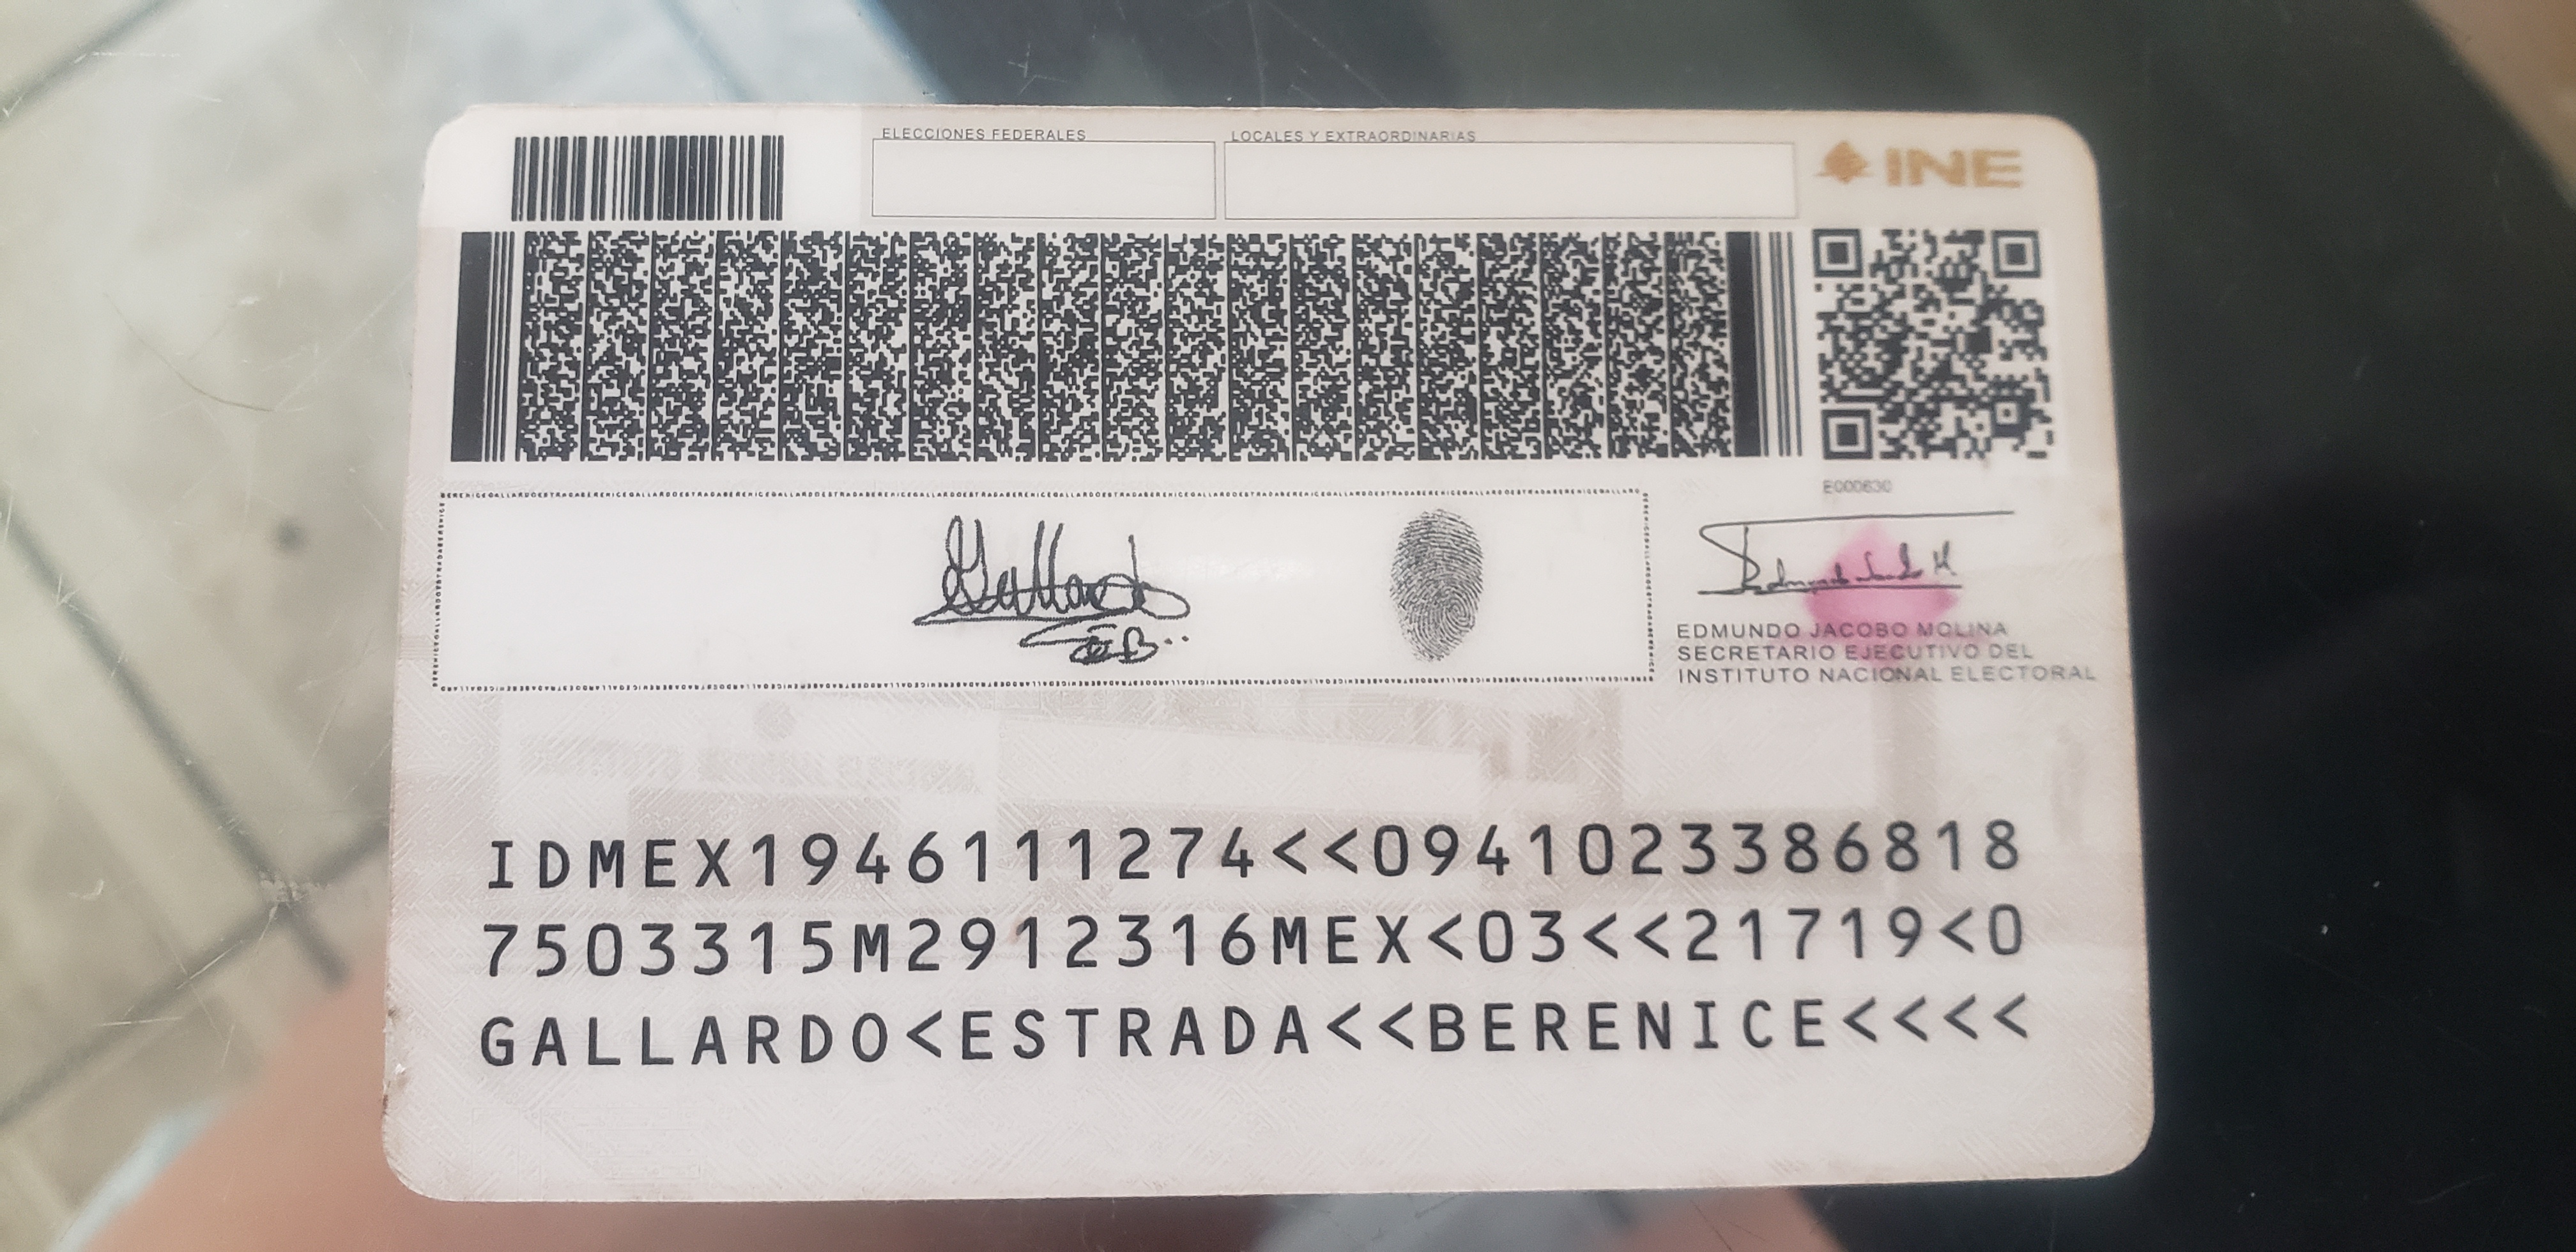 ELECCIONES FEDERALES
LOCALES Y EXTRAORDINARIAS
INE
E000630
EDMUNDO JACOBO MOLINA
SECRETARIO EJECUTIVO DEL
INSTITUTO NACIONAL ELECTORAL
IDMEX1946111274<<0941023386818
7503315M2912316MEX<03<<21719<0
GALLARDO<ESTRADA<<BERENICE<<<<